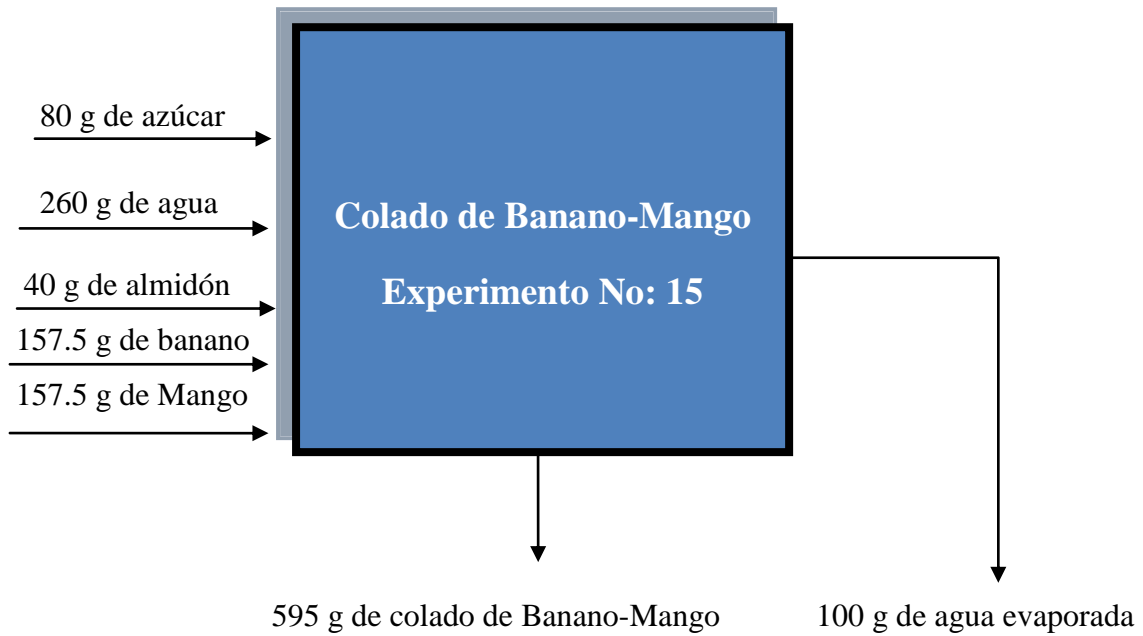 80 g de azúcar
260 g de agua
40 g de almidón
157.5 g de banano
157.5 g de Mango
Colado de Banano-Mango
Experimento No: 15
595 g de colado de Banano-Mango
100 g de agua evaporada